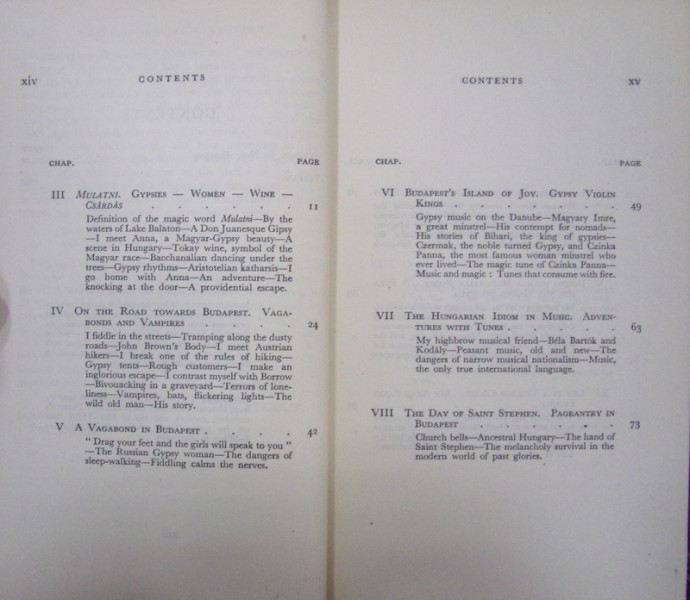 xiv CONTENTS
CHAP. PAGE
III MULATNI. GYPSIES — WOMEN — WINE —
CSÁRDÁS . . . . . . 11
Definition of the magic word Mulatni—By the
waters of Lake Balaton—A Don Juanesque Gipsy
—I meet Anna, a Magyar-Gypsy beauty—A
scene in Hungary—Tokay wine, symbol of the
Magyar race—Bacchanalian dancing under the
trees—Gypsy rhythms—Aristotelian katharsis—I
go home with Anna—An adventure—The
knocking at the door—A providential escape.
IV ON THE ROAD TOWARDS BUDAPEST. VAGA-
BONDS AND VAMPIRES . . . . 24
I fiddle in the streets—Tramping along the dusty
roads—John Brown's Body—I meet Austrian
hikers—I break one of the rules of hiking—
Gypsy tents—Rough customers—I make an
inglorious escape—I contrast myself with Borrow
—Bivouacking in a graveyard—Terrors of lone-
liness—Vampires, bats, flickering lights—The
wild old man—His story.
V A VAGABOND IN BUDAPEST . . . . 42
" Drag your feet and the girls will speak to you "
—The Russian Gypsy woman—The dangers of
sleep-walking—Fiddling calms the nerves.
CONTENTS xv
CHAP. PAGE
VI BUDAPEST'S ISLAND OF JOY. GYPSY VIOLIN
KINGS . . . . . . . 49
Gypsy music on the Danube—Magyary Imre,
a great minstrel—His contempt for nomads—
His stories of Bihari, the king of gypsies—
Czermak, the noble turned Gypsy, and Czinka
Panna, the most famous woman minstrel who
ever lived—The magic tune of Czinka Panna—
Music and magic : Tunes that consume with fire.
VII THE HUNGARIAN IDIOM IN MUSIC. ADVEN-
TURES WITH TUNES . . . . . 63
My highbrow musical friend—Béla Bartók and
Kodály—Peasant music, old and new—The
dangers of narrow musical nationalism—Music,
the only true international language.
VIII THE DAY OF SAINT STEPHEN. PAGEANTRY IN
BUDAPEST . . . . . . 73
Church bells—Ancestral Hungary—The hand of
Saint Stephen—The melancholy survival in the
modern world of past glories.